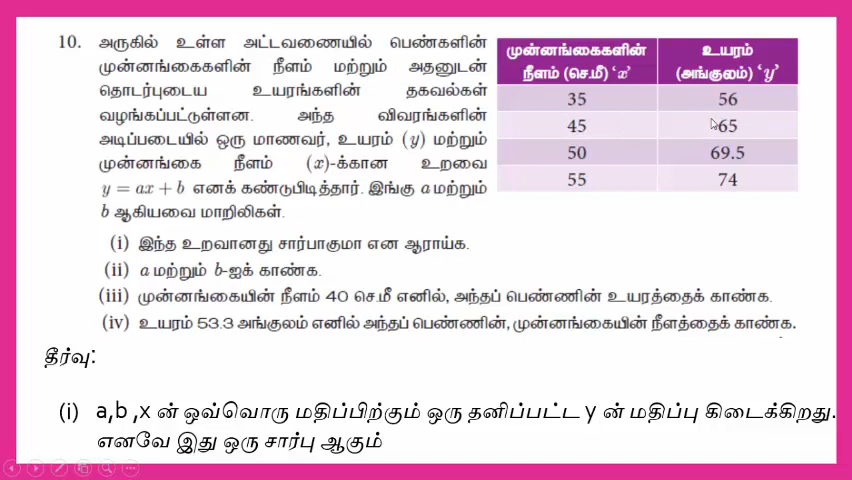 10. அருகில் உள்ள அட்டவணையில் பெண்களின்
முன்னங்கைகளின் நீளம் மற்றும் அதனுடன்
தொடர்புடைய உயரங்களின் தகவல்கள்
வழங்கப்பட்டுள்ளன. அந்த விவரங்களின்
அடிப்படையில் ஒரு மாணவர், உயரம் (y) மற்றும்
முன்னங்கை நீளம் (x)-க்கான உறவை
y = ax + b எனக் கண்டுபிடித்தார். இங்கு a மற்றும்
b ஆகியவை மாறிலிகள்.
முன்னங்கைகளின் நீளம் (செ.மீ) ‘x’ உயரம் (அங்குலம்) ‘y’
35 56
45 65
50 69.5
55 74
(i) இந்த உறவானது சார்பாகுமா என ஆராய்க.
(ii) a மற்றும் b-ஐக் காண்க.
(iii) முன்னங்கையின் நீளம் 40 செ.மீ எனில், அந்தப் பெண்ணின் உயரத்தைக் காண்க.
(iv) உயரம் 53.3 அங்குலம் எனில் அந்தப் பெண்ணின், முன்னங்கையின் நீளத்தைக் காண்க.
தீர்வு:
(i) a,b ,x ன் ஒவ்வொரு மதிப்பிற்கும் ஒரு தனிப்பட்ட y ன் மதிப்பு கிடைக்கிறது.
எனவே இது ஒரு சார்பு ஆகும்